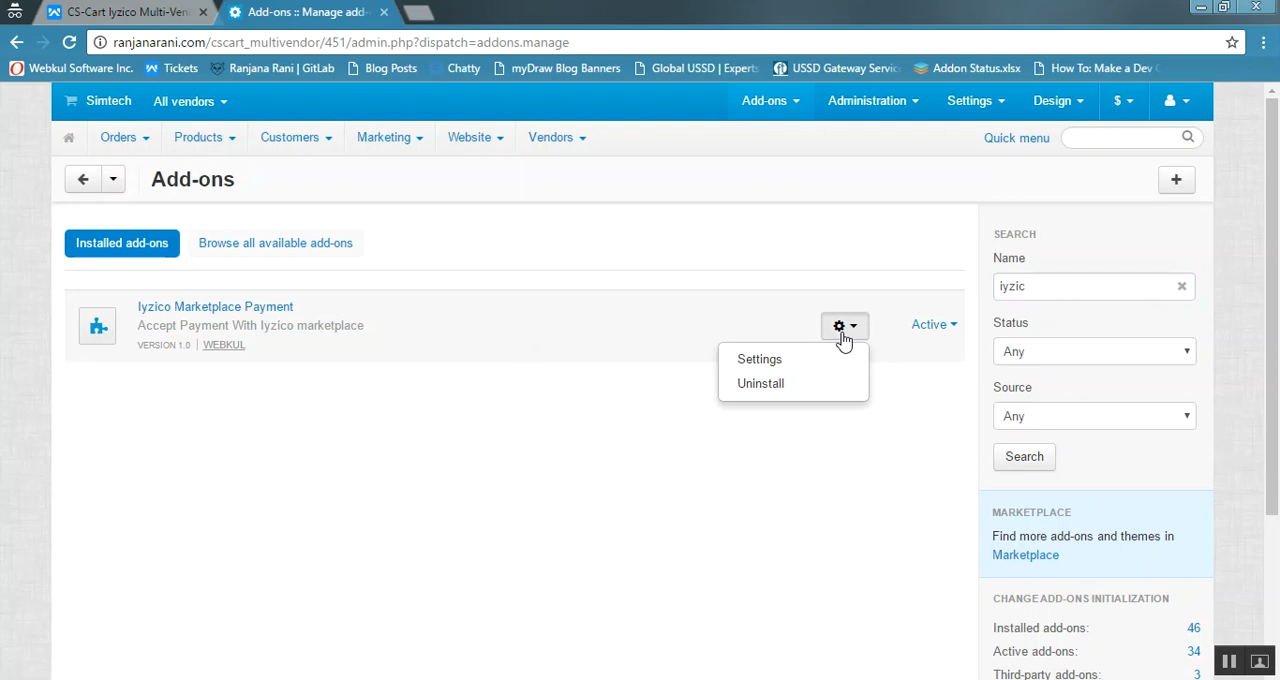 CS-Cart Iyzico Multi-Ven
Add-ons :: Manage add-
ranjanarani.com/cscart_multivendor/451/admin.php?dispatch=addons.manage
Webkul Software Inc. Tickets Ranjana Rani | GitLab Blog Posts Chatty myDraw Blog Banners Global USSD | Experts USSD Gateway Servic Addon Status.xlsx How To: Make a Dev
Simtech All vendors Add-ons Administration Settings Design $
Orders Products Customers Marketing Website Vendors Quick menu
Add-ons
+
Installed add-ons Browse all available add-ons
SEARCH
Name
iyzic
Iyzico Marketplace Payment
Accept Payment With Iyzico marketplace
VERSION 1.0 | WEBKUL
Active
Settings
Uninstall
Status
Any
Source
Any
Search
MARKETPLACE
Find more add-ons and themes in
Marketplace
CHANGE ADD-ONS INITIALIZATION
Installed add-ons: 46
Active add-ons: 34
Third-party add-ons: 3